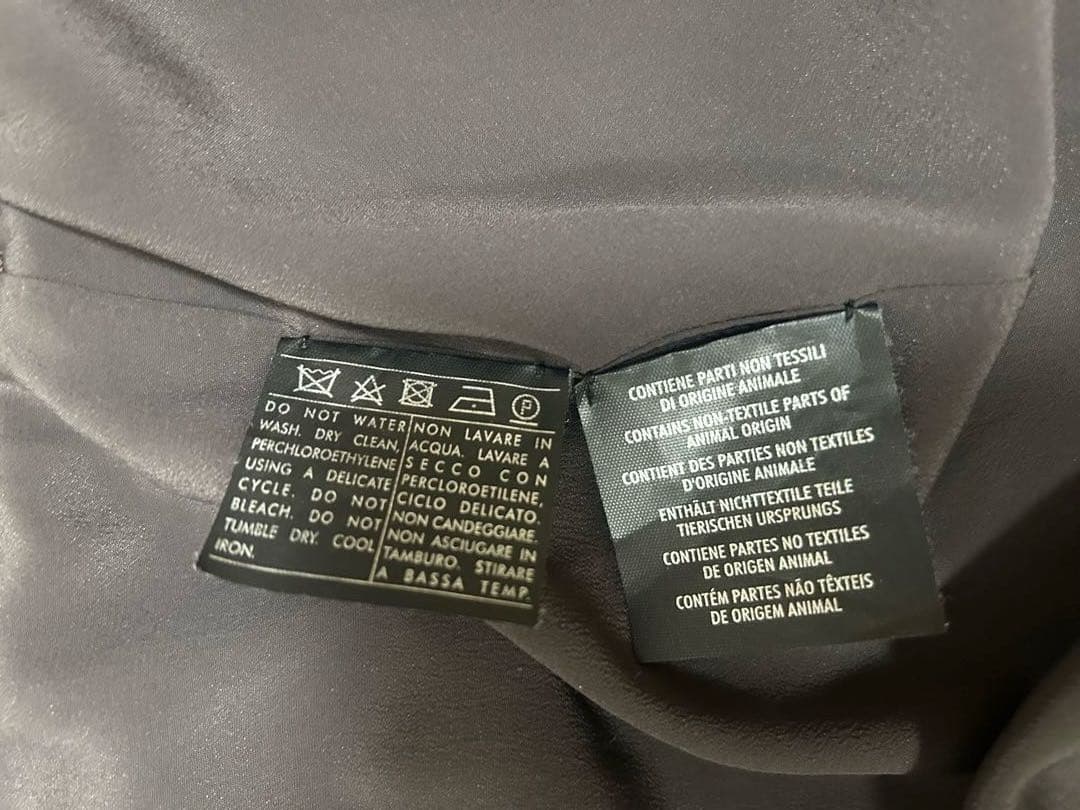 P
DO NOT WATER
WASH. DRY CLEAN
PERCHLOROETHYLENE
USING A DELICATE
CYCLE. DO NOT
BLEACH. DO NOT
TUMBLE DRY. COOL
IRON.
NON LAVARE IN
ACQUA. LAVARE A
SECCO CON
PERCLOROETILENE,
CICLO DELICATO.
NON CANDEGGIARE.
NON ASCIUGARE IN
TAMBURO. STIRARE
A BASSA TEMP.
CONTIENE PARTI NON TESSILI
DI ORIGINE ANIMALE
CONTAINS NON-TEXTILE PARTS OF
ANIMAL ORIGIN
CONTIENT DES PARTIES NON TEXTILES
D'ORIGINE ANIMALE
ENTHÄLT NICHTTEXTILE TEILE
TIERISCHEN URSPRUNGS
CONTIENE PARTES NO TEXTILES
DE ORIGEN ANIMAL
CONTÉM PARTES NÃO TÊXTEIS
DE ORIGEM ANIMAL